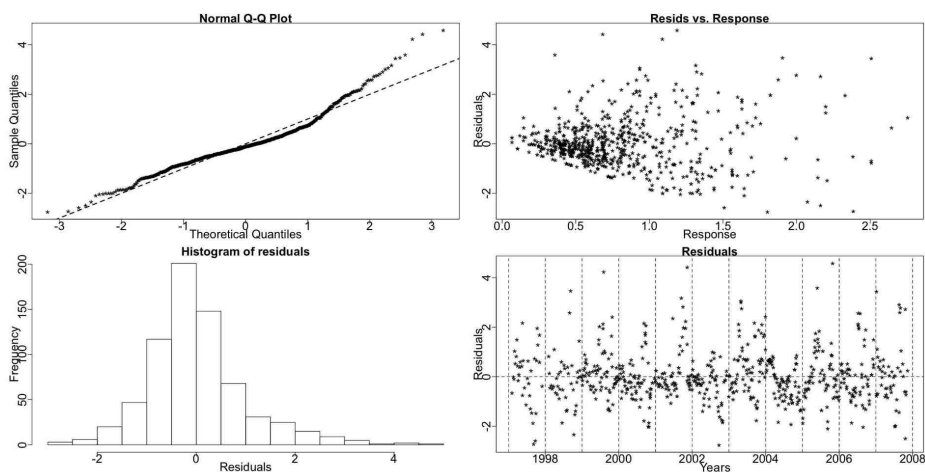 Normal Q-Q Plot
Sample Quantiles
-2 0 2 4
-3 -2 -1 0 1 2 3
Theoretical Quantiles
Resids vs. Response
Residuals
-2 0 2 4
0.0 0.5 1.0 1.5 2.0 2.5
Response
Histogram of residuals
Frequency
0 50 100 150 200
-2 0 2 4
Residuals
Residuals
Residuals
-2 0 2 4
1998 2000 2002 2004 2006 2008
Years